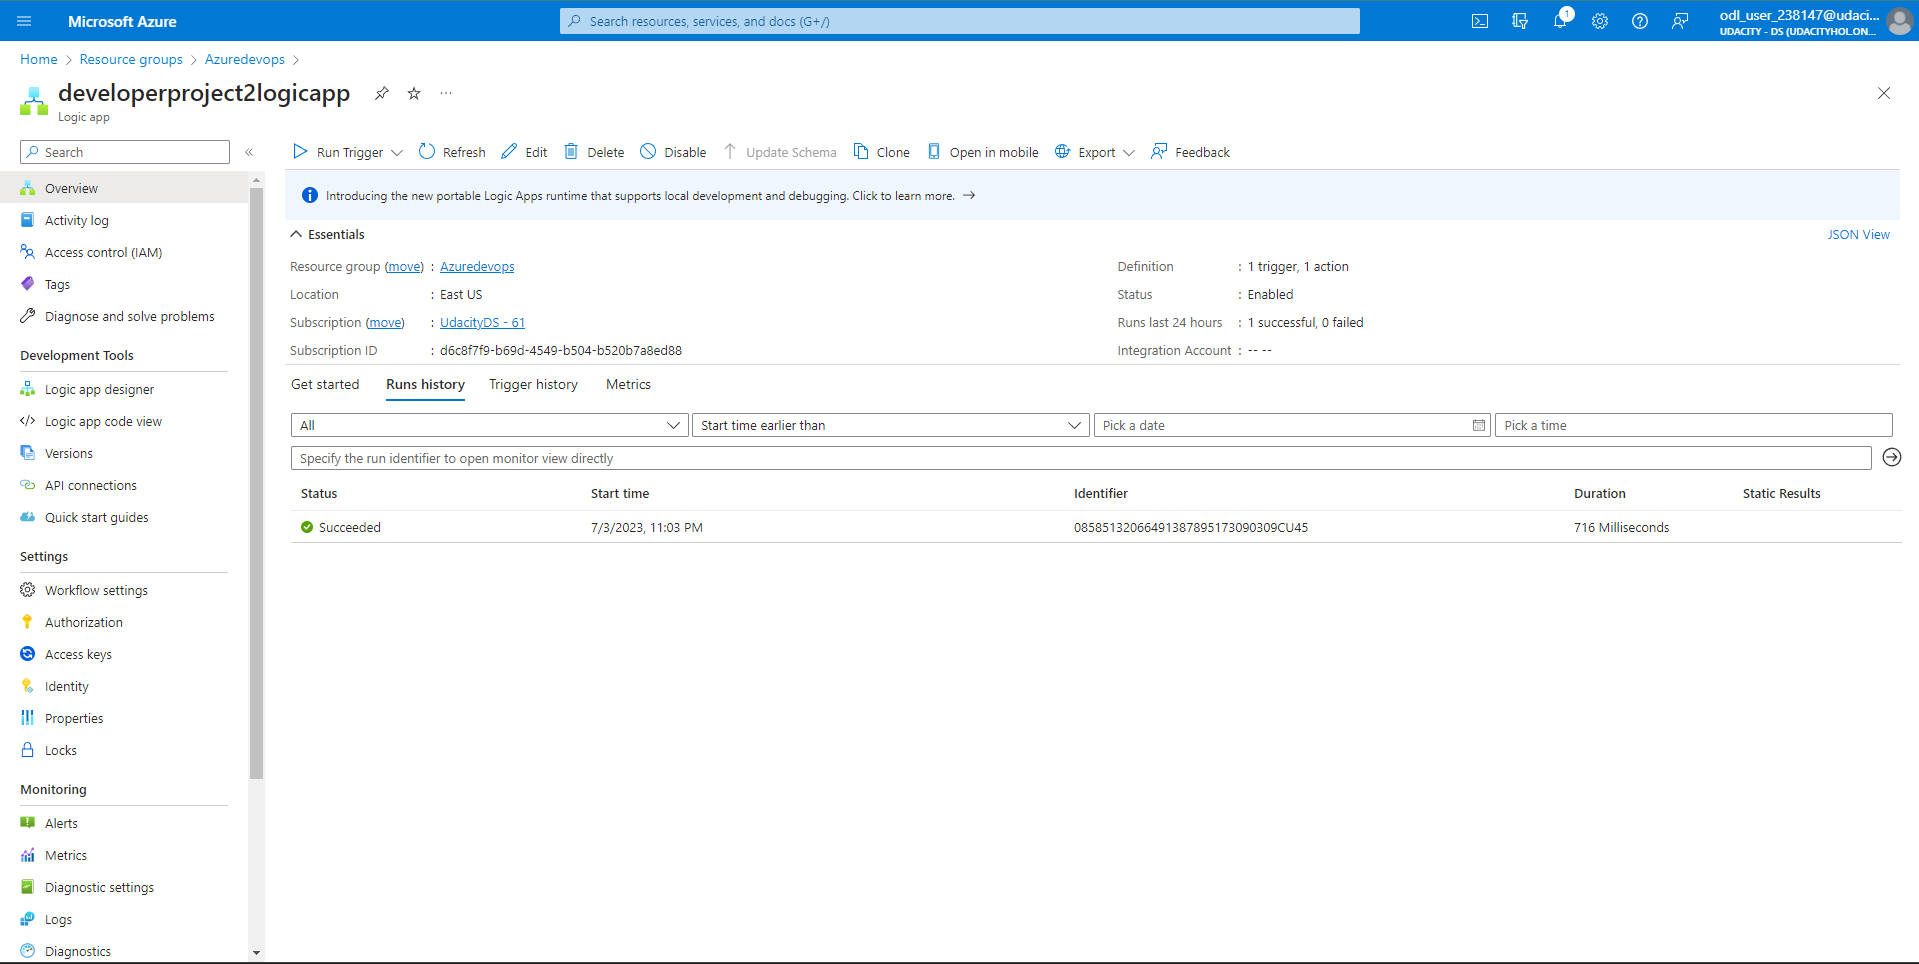 Microsoft Azure
Search resources, services, and docs (G+/)
1
odl_user_238147@udaci...
UDACITY - DS (UDACITYHOL.ON...
Home > Resource groups > Azuredevops >
developerproject2logicapp
Logic app
Search
«
Run Trigger
Refresh
Edit
Delete
Disable
Update Schema
Clone
Open in mobile
Export
Feedback
Overview
Activity log
Access control (IAM)
Tags
Diagnose and solve problems
Development Tools
Logic app designer
Logic app code view
Versions
API connections
Quick start guides
Settings
Workflow settings
Authorization
Access keys
Identity
Properties
Locks
Monitoring
Alerts
Metrics
Diagnostic settings
Logs
Diagnostics
Introducing the new portable Logic Apps runtime that supports local development and debugging. Click to learn more. →
Essentials
JSON View
Resource group (move) : Azuredevops
Location : East US
Subscription (move) : UdacityDS - 61
Subscription ID : d6c8f7f9-b69d-4549-b504-b520b7a8ed88
Definition : 1 trigger, 1 action
Status : Enabled
Runs last 24 hours : 1 successful, 0 failed
Integration Account : -- --
Get started Runs history Trigger history Metrics
All Start time earlier than Pick a date Pick a time
Specify the run identifier to open monitor view directly
Status Start time Identifier Duration Static Results
Succeeded 7/3/2023, 11:03 PM 08585132066491387895173090309CU45 716 Milliseconds